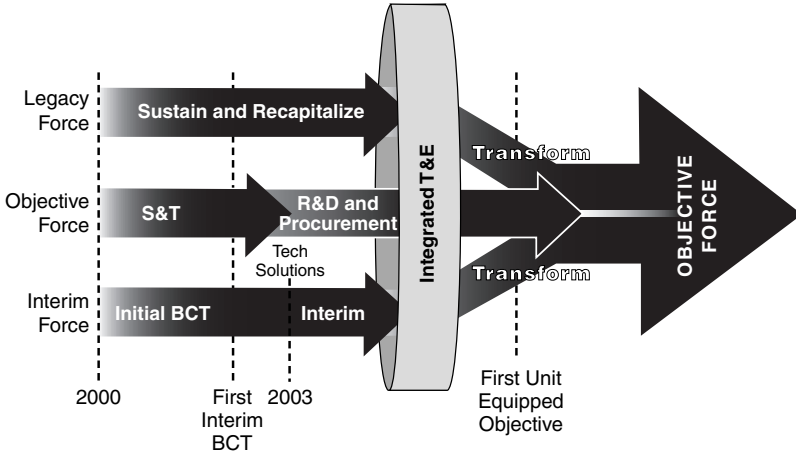 Legacy
Force
Sustain and Recapitalize
Objective
Force
S&T
R&D and
Procurement
Tech
Solutions
Interim
Force
Initial BCT
Interim
Integrated T&E
Transform
Transform
OBJECTIVE
FORCE
2000
First
Interim
BCT
2003
First Unit
Equipped
Objective